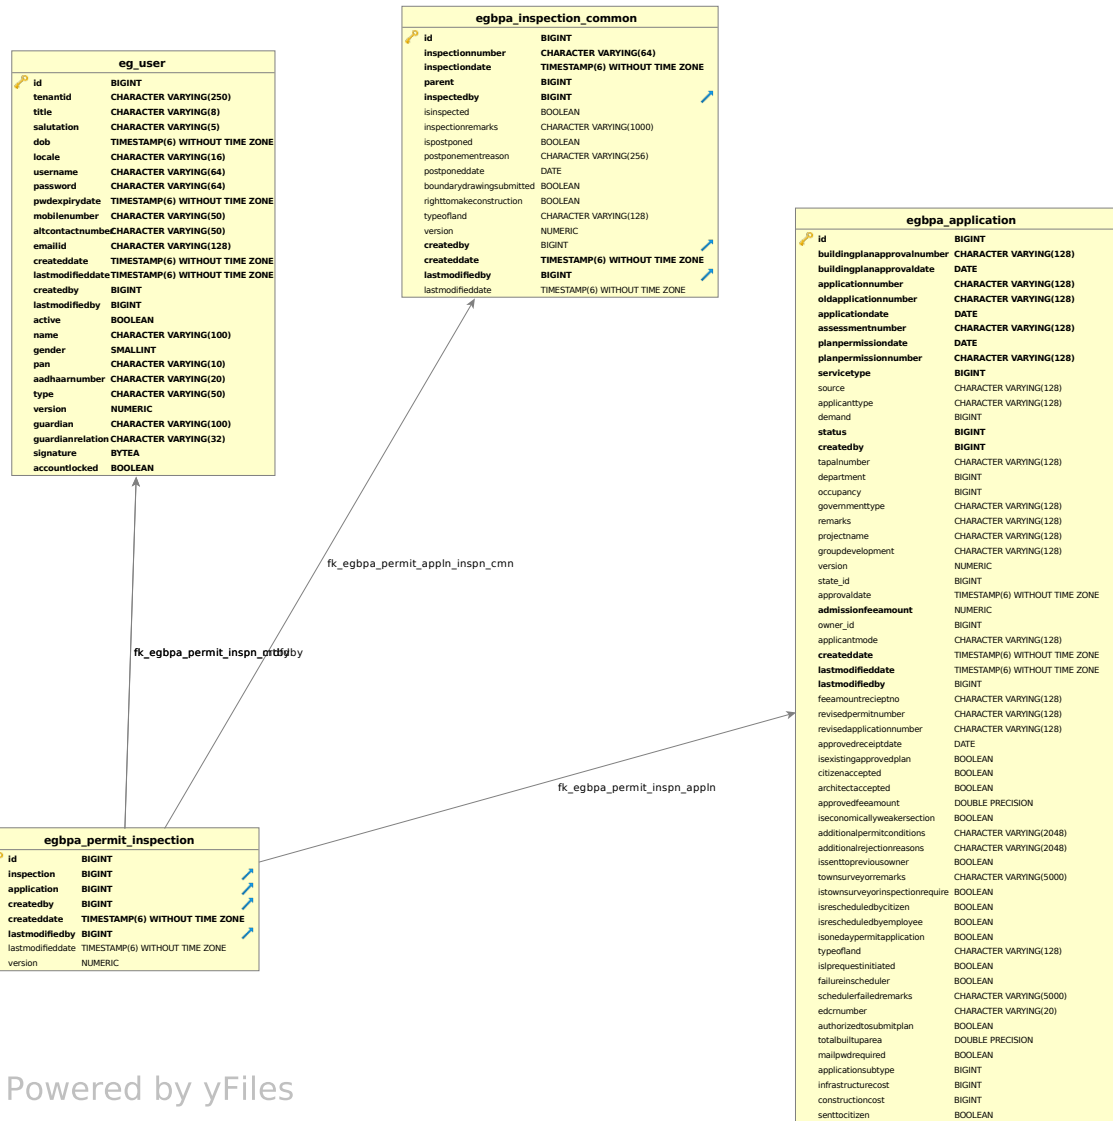 egbpa_inspection_common
id BIGINT
inspectionnumber CHARACTER VARYING(64)
inspectiondate TIMESTAMP(6) WITHOUT TIME ZONE
parent BIGINT
inspectedby BIGINT
isinspected BOOLEAN
inspectionremarks CHARACTER VARYING(1000)
ispostponed BOOLEAN
postponementreason CHARACTER VARYING(256)
postponeddate DATE
boundarydrawingsubmitted BOOLEAN
righttomakeconstruction BOOLEAN
typeofland CHARACTER VARYING(128)
version NUMERIC
createdby BIGINT
createddate TIMESTAMP(6) WITHOUT TIME ZONE
lastmodifiedby BIGINT
lastmodifieddate TIMESTAMP(6) WITHOUT TIME ZONE
eg_user
id BIGINT
tenantid CHARACTER VARYING(250)
title CHARACTER VARYING(8)
salutation CHARACTER VARYING(5)
dob TIMESTAMP(6) WITHOUT TIME ZONE
locale CHARACTER VARYING(16)
username CHARACTER VARYING(64)
password CHARACTER VARYING(64)
pwdexpirydate TIMESTAMP(6) WITHOUT TIME ZONE
mobilenumber CHARACTER VARYING(50)
altcontactnumber CHARACTER VARYING(50)
emailid CHARACTER VARYING(128)
createddate TIMESTAMP(6) WITHOUT TIME ZONE
lastmodifieddate TIMESTAMP(6) WITHOUT TIME ZONE
createdby BIGINT
lastmodifiedby BIGINT
active BOOLEAN
name CHARACTER VARYING(100)
gender SMALLINT
pan CHARACTER VARYING(10)
aadhaarnumber CHARACTER VARYING(20)
type CHARACTER VARYING(50)
version NUMERIC
guardian CHARACTER VARYING(100)
guardianrelation CHARACTER VARYING(32)
signature BYTEA
accountlocked BOOLEAN
egbpa_application
id BIGINT
buildingplanapprovalnumber CHARACTER VARYING(128)
buildingplanapprovaldate DATE
applicationnumber CHARACTER VARYING(128)
oldapplicationnumber CHARACTER VARYING(128)
applicationdate DATE
assessmentnumber CHARACTER VARYING(128)
planpermissiondate DATE
planpermissionnumber CHARACTER VARYING(128)
servicetype BIGINT
source CHARACTER VARYING(128)
applicanttype CHARACTER VARYING(128)
demand BIGINT
status BIGINT
createdby BIGINT
tapalnumber CHARACTER VARYING(128)
department BIGINT
occupancy BIGINT
governmenttype CHARACTER VARYING(128)
remarks CHARACTER VARYING(128)
projectname CHARACTER VARYING(128)
groupdevelopment CHARACTER VARYING(128)
version NUMERIC
state_id BIGINT
approvaldate TIMESTAMP(6) WITHOUT TIME ZONE
admissionfeeamount NUMERIC
owner_id BIGINT
applicantmode CHARACTER VARYING(128)
createddate TIMESTAMP(6) WITHOUT TIME ZONE
lastmodifieddate TIMESTAMP(6) WITHOUT TIME ZONE
lastmodifiedby BIGINT
feeamountrecieptno CHARACTER VARYING(128)
revisedpermitnumber CHARACTER VARYING(128)
revisedapplicationnumber CHARACTER VARYING(128)
approvedreceiptdate DATE
isexistingapprovedplan BOOLEAN
citizenaccepted BOOLEAN
architectaccepted BOOLEAN
approvedfeeamount DOUBLE PRECISION
iseconomicallyweakersection BOOLEAN
additionalpermitconditions CHARACTER VARYING(2048)
additionalrejectionreasons CHARACTER VARYING(2048)
issenttopreviousowner BOOLEAN
townsurveyorremarks CHARACTER VARYING(5000)
istownsurveyorinspectionrequire BOOLEAN
isrescheduledbycitizen BOOLEAN
isrescheduledbyemployee BOOLEAN
isonedaypermitapplication BOOLEAN
typeofland CHARACTER VARYING(128)
islprequestinitiated BOOLEAN
failureinscheduler BOOLEAN
schedulerfailedremarks CHARACTER VARYING(5000)
edcrnumber CHARACTER VARYING(20)
authorizedtosubmitplan BOOLEAN
totalbuiltuparea DOUBLE PRECISION
mailpwdrequired BOOLEAN
applicationsubtype BIGINT
infrastructurecost BIGINT
constructioncost BIGINT
senttocitizen BOOLEAN
fk_egbpa_permit_appln_inspn_cmn
fk_egbpa_permit_inspn_appln
egbpa_permit_inspection
id BIGINT
inspection BIGINT
application BIGINT
createdby BIGINT
createddate TIMESTAMP(6) WITHOUT TIME ZONE
lastmodifiedby BIGINT
lastmodifieddate TIMESTAMP(6) WITHOUT TIME ZONE
version NUMERIC
Powered by yFiles